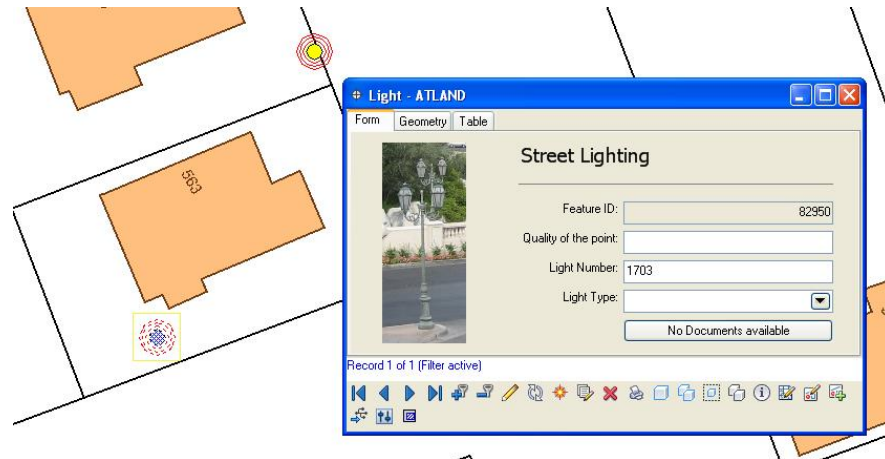 Light - ATLAND
Form Geometry Table
Street Lighting
Feature ID: 82950
Quality of the point:
Light Number: 1703
Light Type:
No Documents available
Record 1 of 1 (Filter active)
563